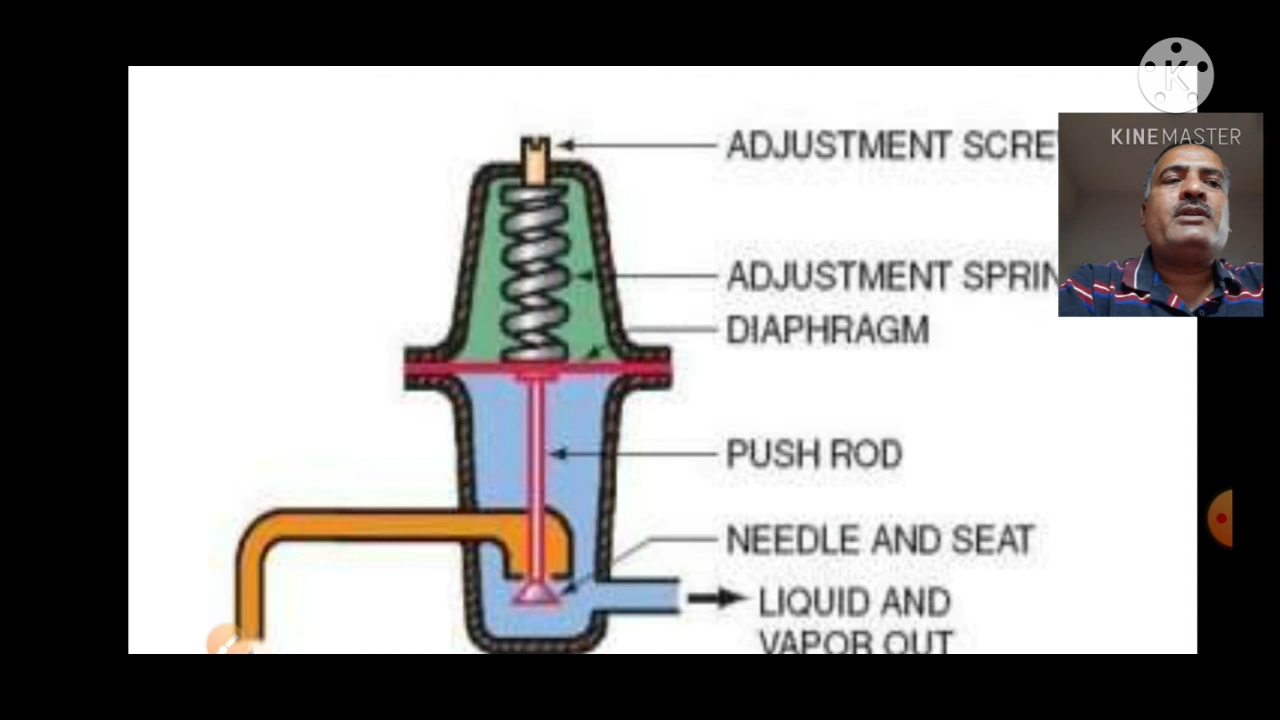 K
KINEMASTER
ADJUSTMENT SCRE
ADJUSTMENT SPRIN
DIAPHRAGM
PUSH ROD
NEEDLE AND SEAT
LIQUID AND
VAPOR OUT